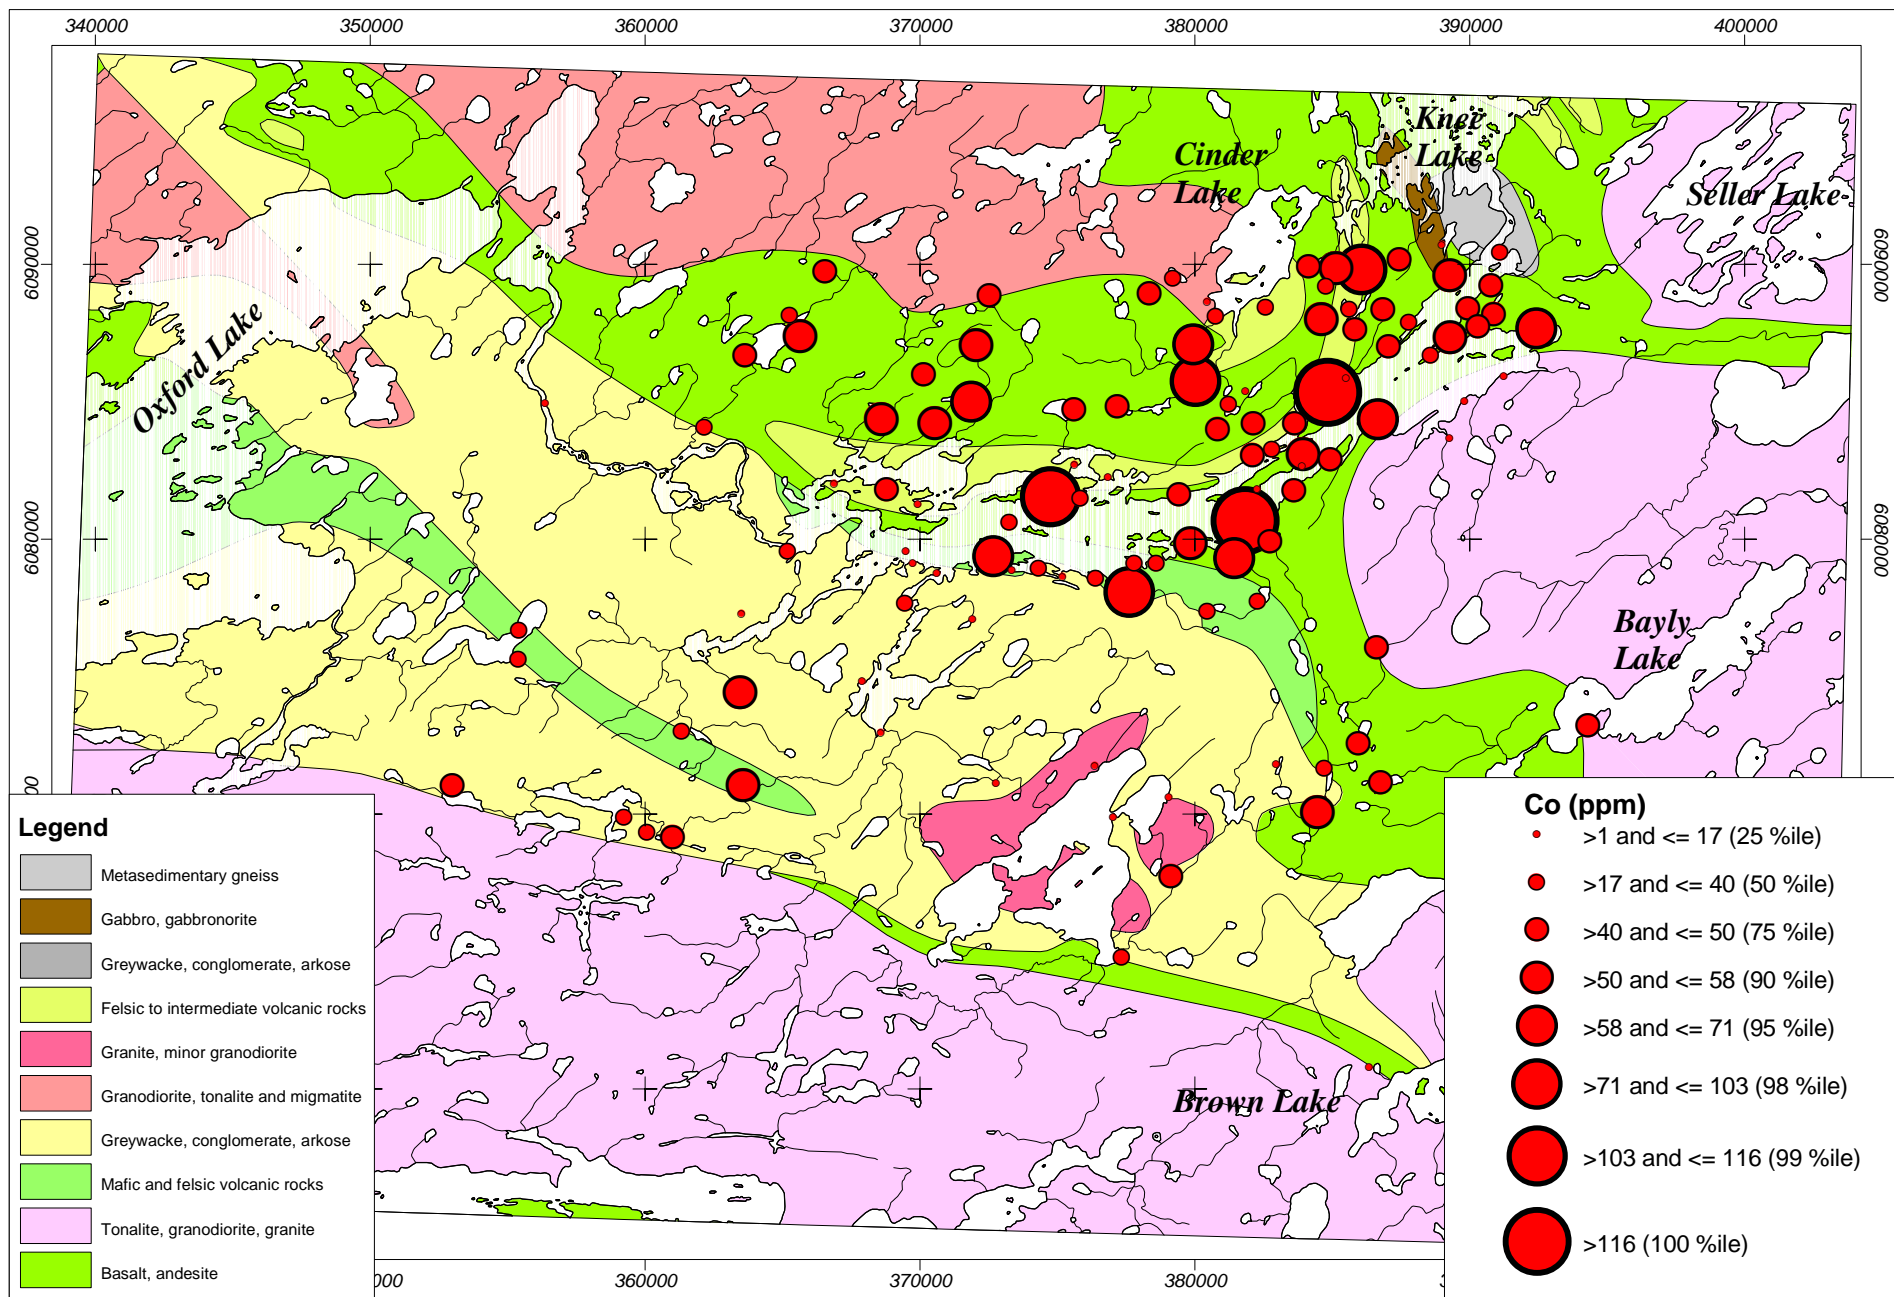 340000 350000 360000 370000 380000 390000 400000
Knee
Lake
Cinder
Lake
Seller Lake
6090000
6090000
Oxford Lake
6080000
6080000
Bayly
Lake
Brown Lake
Legend
Metasedimentary gneiss
Gabbro, gabbronorite
Greywacke, conglomerate, arkose
Felsic to intermediate volcanic rocks
Granite, minor granodiorite
Granodiorite, tonalite and migmatite
Greywacke, conglomerate, arkose
Mafic and felsic volcanic rocks
Tonalite, granodiorite, granite
Basalt, andesite
Co (ppm)
>1 and <= 17 (25 %ile)
>17 and <= 40 (50 %ile)
>40 and <= 50 (75 %ile)
>50 and <= 58 (90 %ile)
>58 and <= 71 (95 %ile)
>71 and <= 103 (98 %ile)
>103 and <= 116 (99 %ile)
>116 (100 %ile)
360000 370000 380000